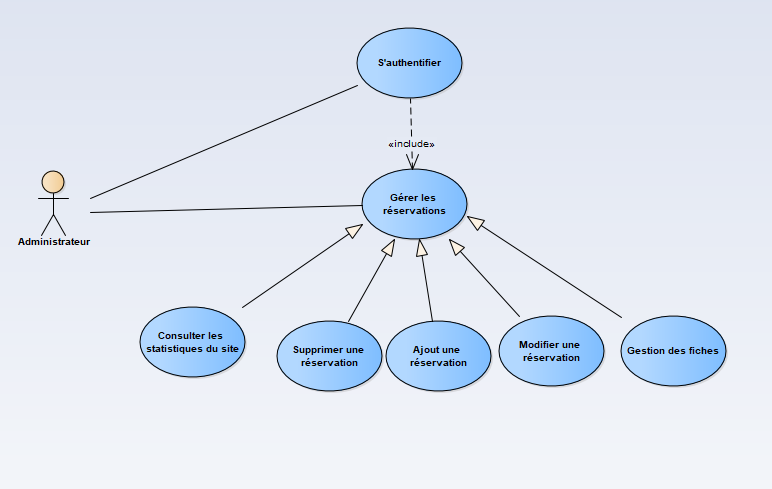 S'authentifier
«include»
Gérer les
réservations
Administrateur
Consulter les
statistiques du site
Supprimer une
réservation
Ajout une
réservation
Modifier une
réservation
Gestion des fiches